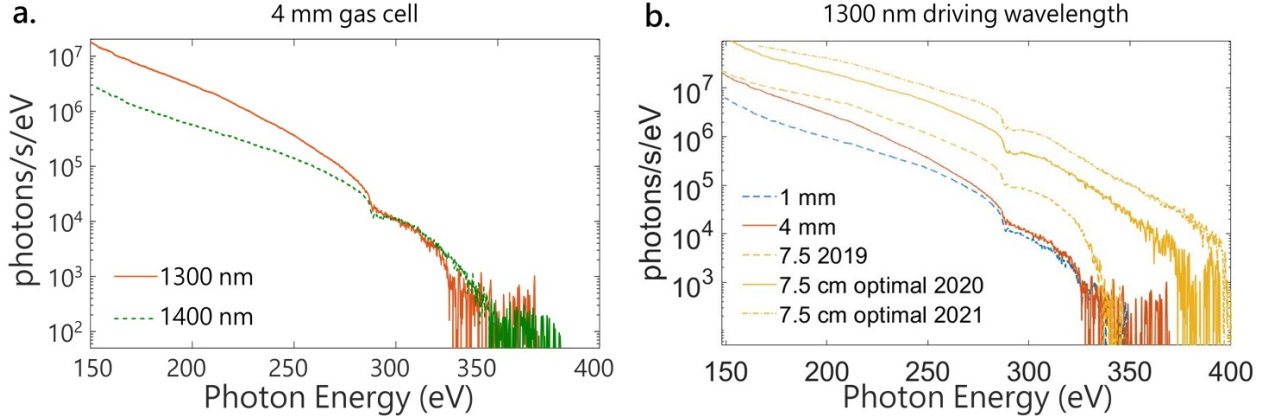 a.
4 mm gas cell
photons/s/eV
10^7
10^6
10^5
10^4
10^3
10^2
1300 nm
1400 nm
150 200 250 300 350 400
Photon Energy (eV)
b.
1300 nm driving wavelength
photons/s/eV
10^7
10^6
10^5
10^4
10^3
1 mm
4 mm
7.5 2019
7.5 cm optimal 2020
7.5 cm optimal 2021
150 200 250 300 350 400
Photon Energy (eV)